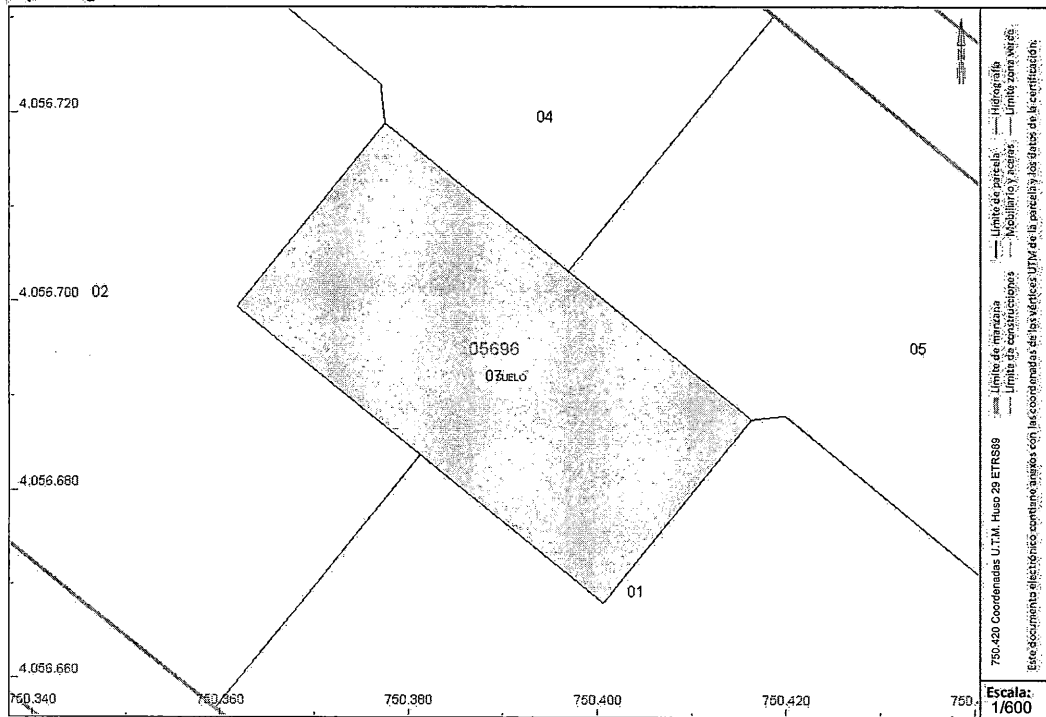 4,056,720
04
4,056,700
02
05696
07 SUELO
05
4,056,680
01
4,056,660
750,340
750,360
750,380
750,400
750,420
Límite de manzana
Límite de parcela
Hidrografía
Límite de construcciones
Mobiliario y aceras
Límite zona verde
750.420 Coordenadas U.T.M. Huso 29 ETRS89
Este documento electrónico contiene anexos con las coordenadas de los vértices UTM de la parcela y los datos de la certificación.
Escala:
1/600